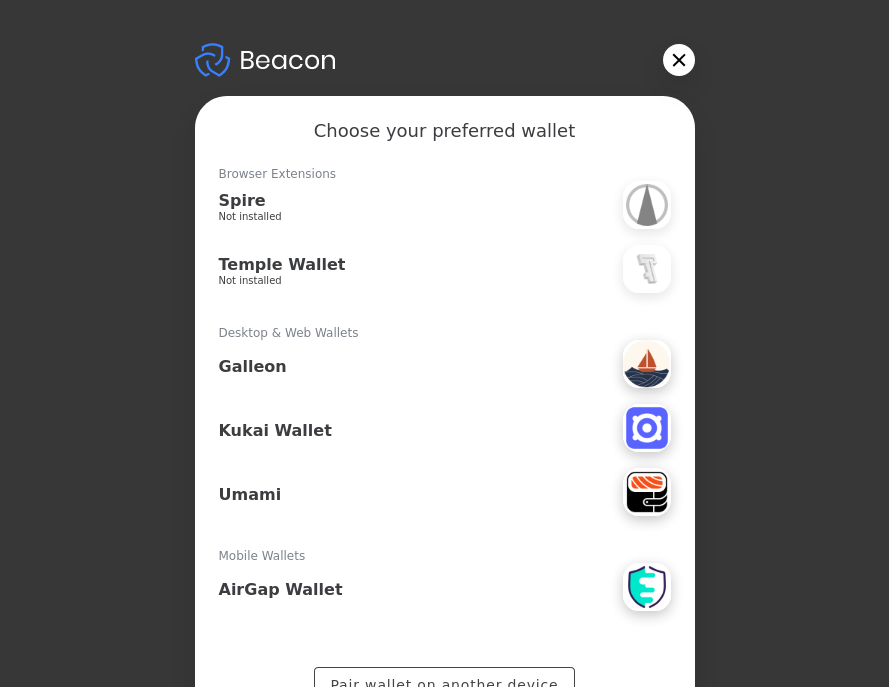 Beacon
Choose your preferred wallet
Browser Extensions
Spire
Not installed
Temple Wallet
Not installed
Desktop & Web Wallets
Galleon
Kukai Wallet
Umami
Mobile Wallets
AirGap Wallet
Pair wallet on another device